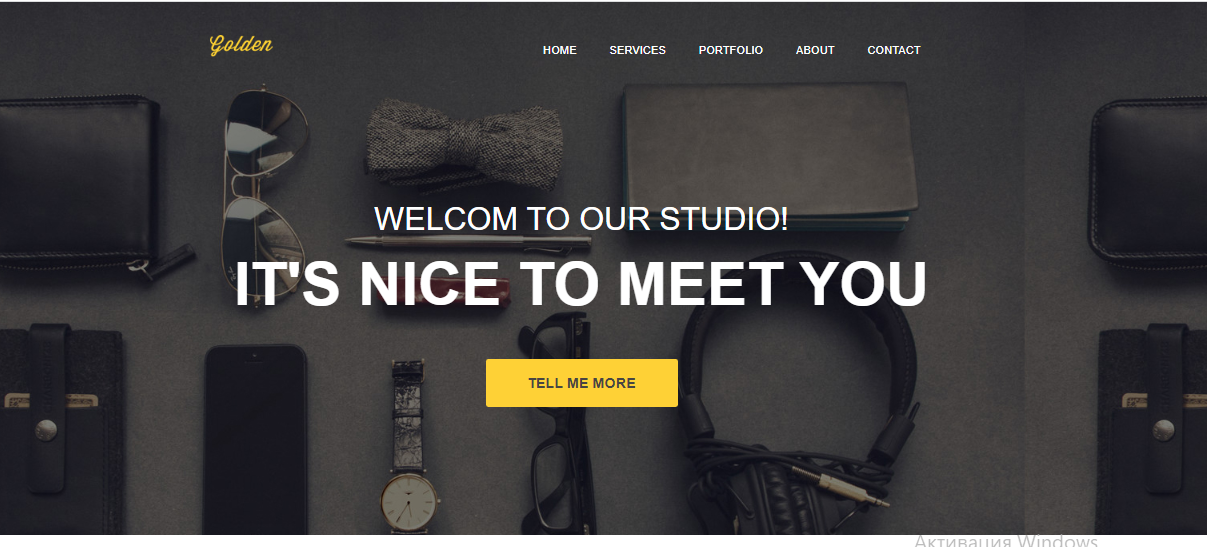 Golden
HOME SERVICES PORTFOLIO ABOUT CONTACT
WELCOM TO OUR STUDIO!
IT'S NICE TO MEET YOU
TELL ME MORE
Активация Windows